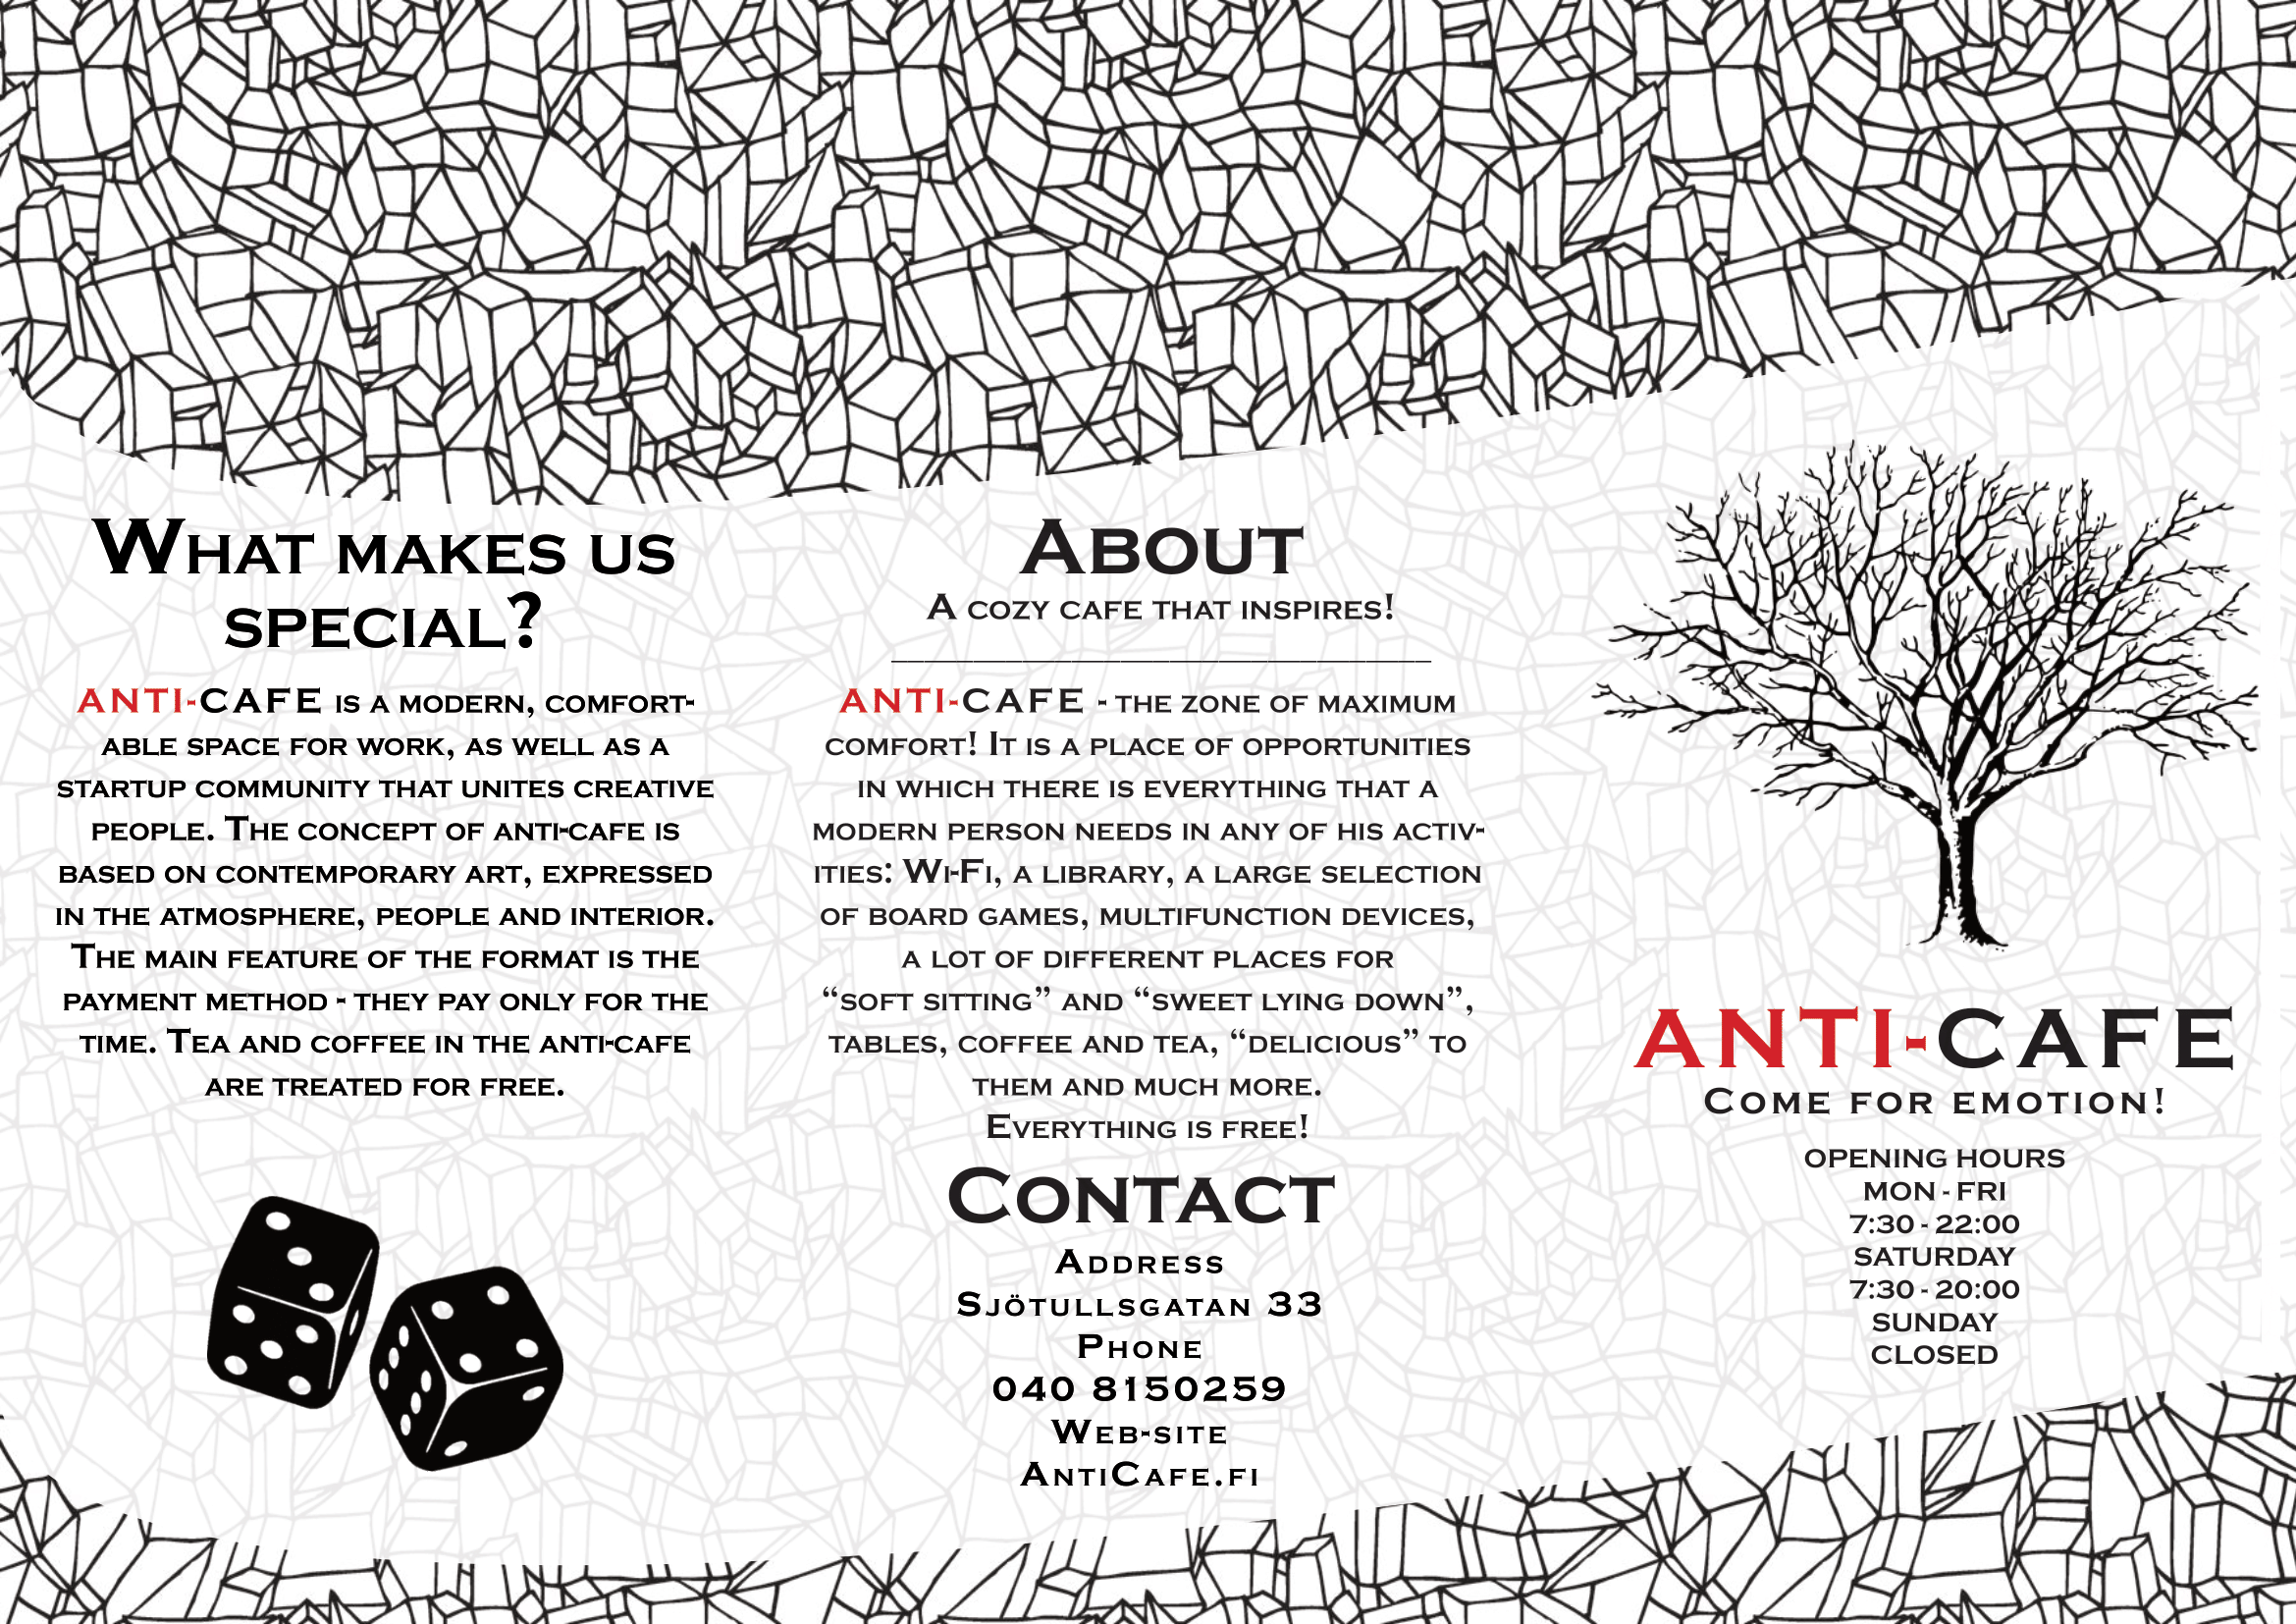 What makes us
special?
ANTI-CAFE is a modern, comfort-
able space for work, as well as a
startup community that unites creative
people. The concept of anti-cafe is
based on contemporary art, expressed
in the atmosphere, people and interior.
The main feature of the format is the
payment method - they pay only for the
time. Tea and coffee in the anti-cafe
are treated for free.
About
A cozy cafe that inspires!
ANTI-CAFE - the zone of maximum
comfort! It is a place of opportunities
in which there is everything that a
modern person needs in any of his activ-
ities: Wi-Fi, a library, a large selection
of board games, multifunction devices,
a lot of different places for
“soft sitting” and “sweet lying down”,
tables, coffee and tea, “delicious” to
them and much more.
Everything is free!
Contact
Address
Sjötullsgatan 33
Phone
040 8150259
Web-site
AntiCafe.fi
ANTI-CAFE
Come for emotion!
OPENING HOURS
MON - FRI
7:30 - 22:00
SATURDAY
7:30 - 20:00
SUNDAY
CLOSED